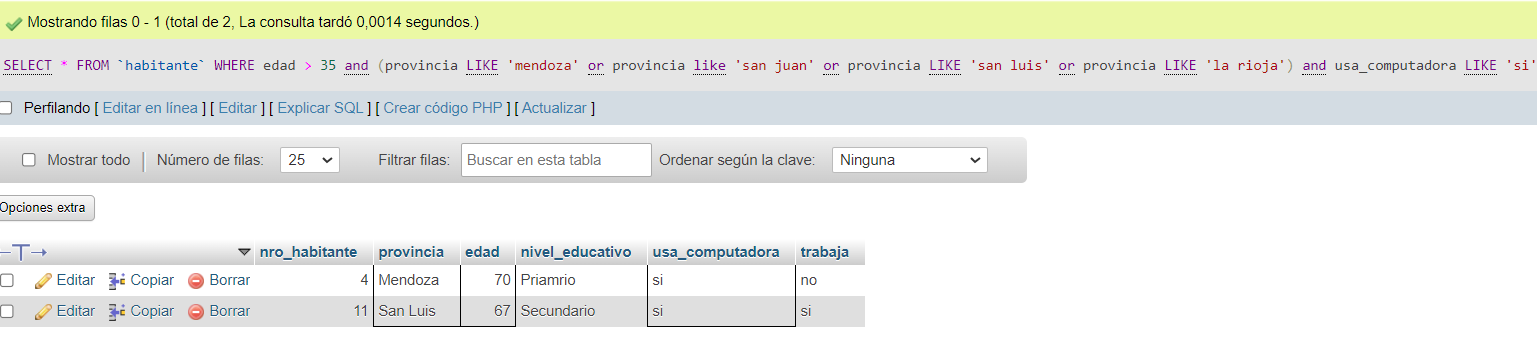 Mostrando filas 0 - 1 (total de 2, La consulta tardó 0,0014 segundos.)
SELECT * FROM `habitante` WHERE edad > 35 and (provincia LIKE 'mendoza' or provincia like 'san juan' or provincia LIKE 'san luis' or provincia LIKE 'la rioja') and usa_computadora LIKE 'si'
Perfilando [ Editar en línea ] [ Editar ] [ Explicar SQL ] [ Crear código PHP ] [ Actualizar ]
Mostrar todo Número de filas: 25 Filtrar filas: Buscar en esta tabla Ordenar según la clave: Ninguna
Opciones extra
nro_habitante provincia edad nivel_educativo usa_computadora trabaja
Editar Copiar Borrar 4 Mendoza 70 Priamrio si no
Editar Copiar Borrar 11 San Luis 67 Secundario si si